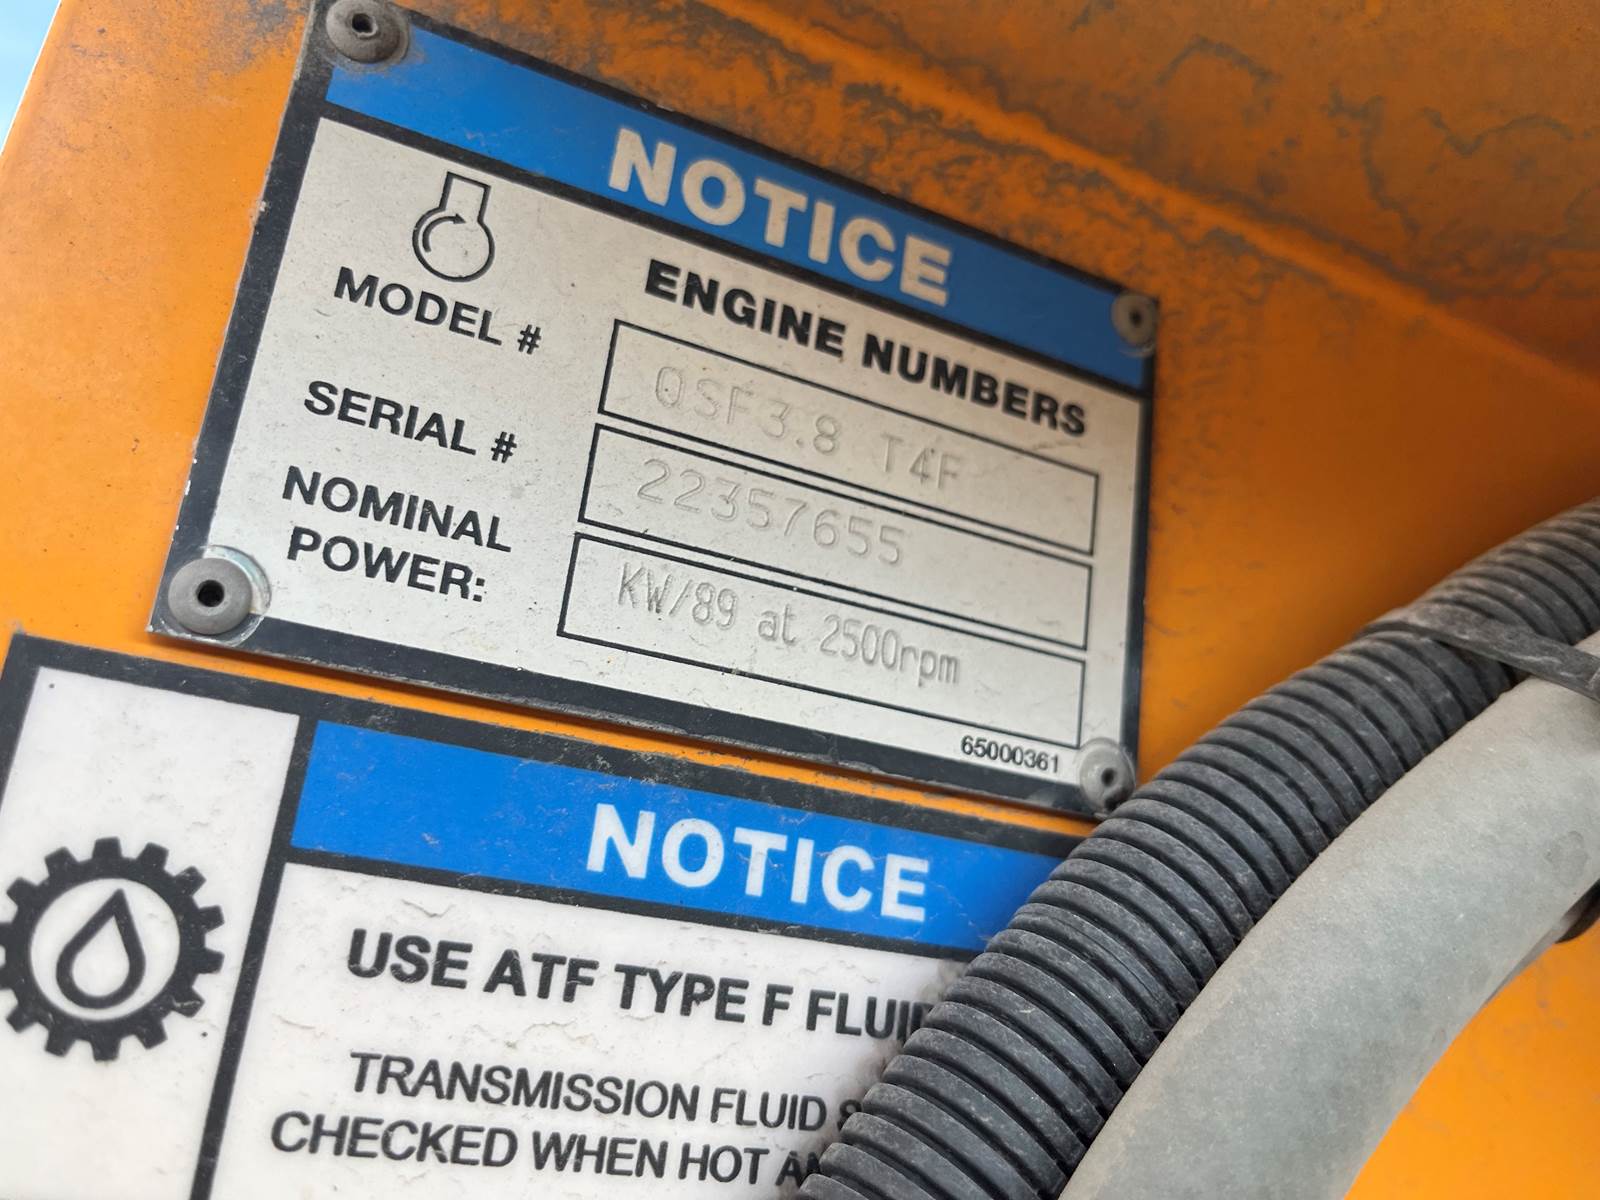 NOTICE
ENGINE NUMBERS
MODEL # QSF3.8 T4F
SERIAL # 22357655
NOMINAL
POWER: KW/89 at 2500rpm
65000361
NOTICE
USE ATF TYPE F
TRANSMISSION FLUID
CHECKED WHEN HOT